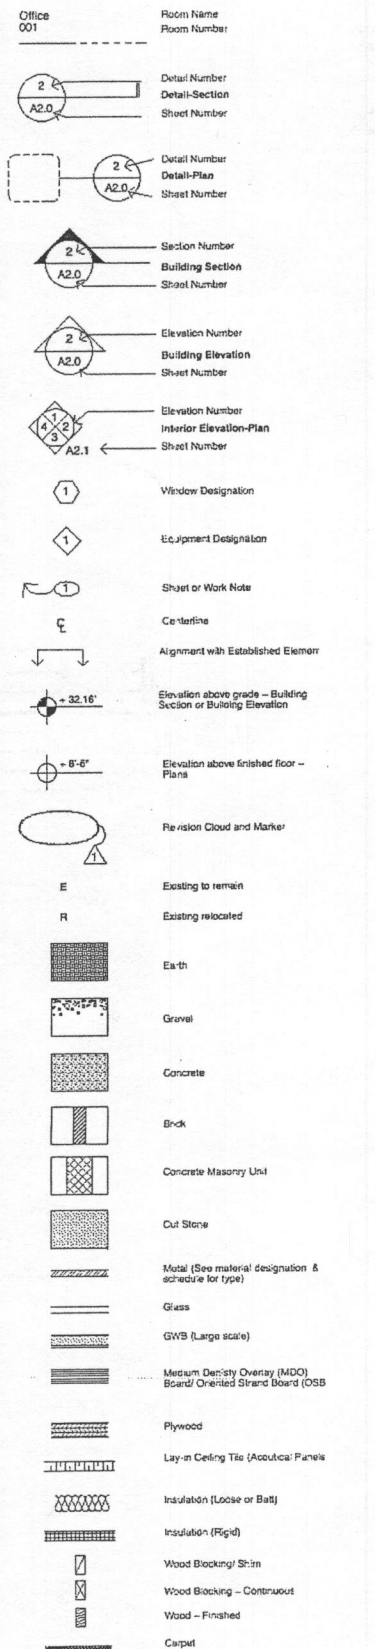 Office
Room Name
001
Room Number
2
Detail Number
Detail-Section
A2.0
Sheet Number
2
Detail Number
Detail-Plan
A2.0
Sheet Number
2
Section Number
Building Section
A2.0
Sheet Number
2
Elevation Number
Building Elevation
A2.0
Sheet Number
1
4 2
3
Elevation Number
Interior Elevation-Plan
A2.1
Sheet Number
1
Window Designation
1
Equipment Designation
1
Sheet or Work Note
℄
Centerline
Alignment with Established Elemen
+ 32.16'
Elevation above grade – Building
Section or Building Elevation
+ 8'-6"
Elevation above finished floor –
Plans
Revision Cloud and Marker
1
E
Existing to remain
R
Existing relocated
Earth
Gravel
Concrete
Brick
Concrete Masonry Unit
Cut Stone
Metal (See material designation &
schedule for type)
Glass
GWB (Large scale)
Medium Denisty Overlay (MDO)
Board/ Oriented Strand Board (OSB
Plywood
Lay-in Ceiling Tile (Acoutical Panels
Insulation (Loose or Batt)
Insulation (Rigid)
Wood Blocking/ Shim
Wood Blocking – Continuous
Wood – Finished
Carpet